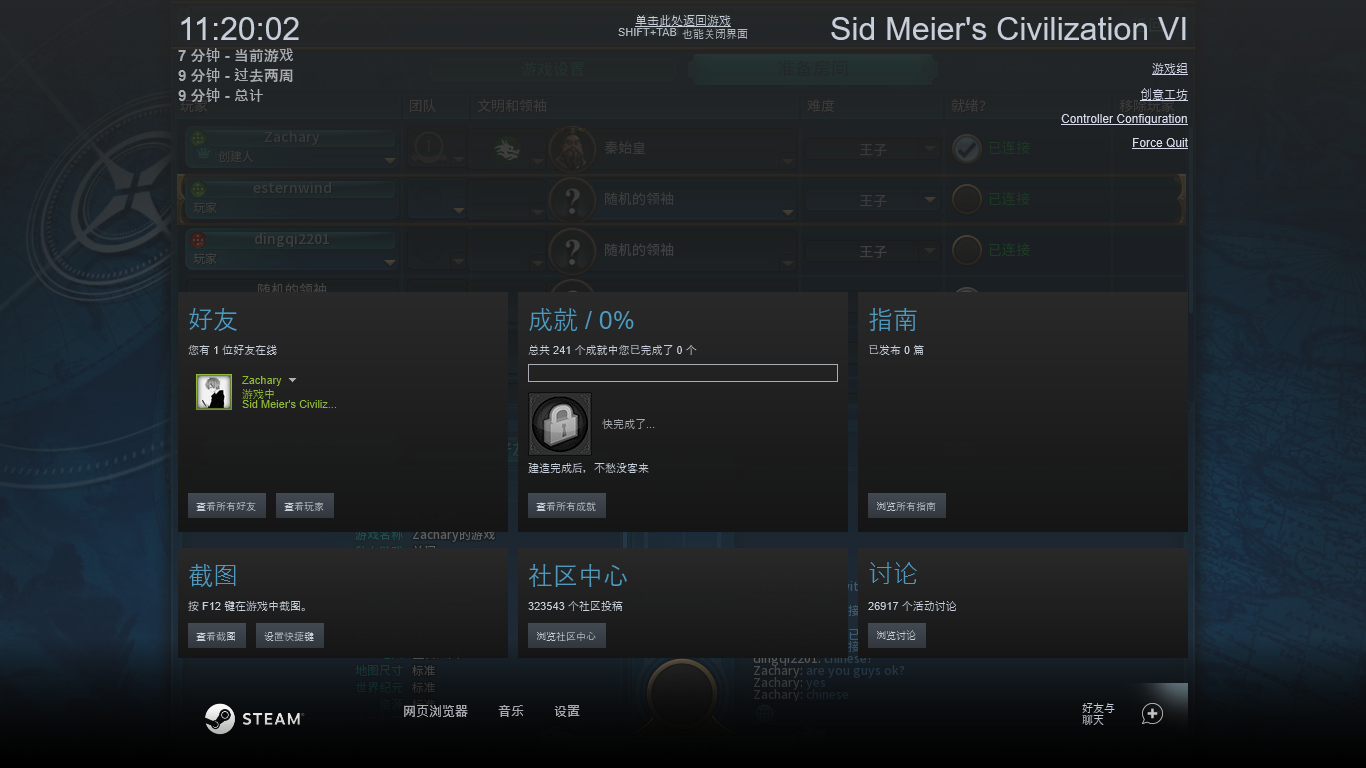 11:20:02
单击此处返回游戏
SHIFT+TAB 也能关闭界面
Sid Meier's Civilization VI
7 分钟 - 当前游戏
9 分钟 - 过去两周
9 分钟 - 总计
游戏组
创意工坊
Controller Configuration
Force Quit
游戏设置
准备房间
玩家
团队
文明和领袖
难度
就绪?
移除玩家
Zachary
创建人
1
秦始皇
王子
已连接
esternwind
玩家
?
随机的领袖
王子
已连接
dingqi2201
玩家
?
随机的领袖
王子
已连接
随机的领袖
好友
您有 1 位好友在线
Zachary
游戏中
Sid Meier's Civiliz...
查看所有好友
查看玩家
成就 / 0%
总共 241 个成就中您已完成了 0 个
快完成了...
建造完成后，不愁没客来
查看所有成就
指南
已发布 0 篇
浏览所有指南
游戏名称 Zachary的游戏
截图
按 F12 键在游戏中截图。
查看截图
设置快捷键
社区中心
323543 个社区投稿
浏览社区中心
讨论
26917 个活动讨论
浏览讨论
地图尺寸 标准
世界纪元 标准
标准
dingqi2201: chinese?
Zachary: are you guys ok?
Zachary: yes
Zachary: chinese
STEAM
网页浏览器
音乐
设置
好友与
聊天